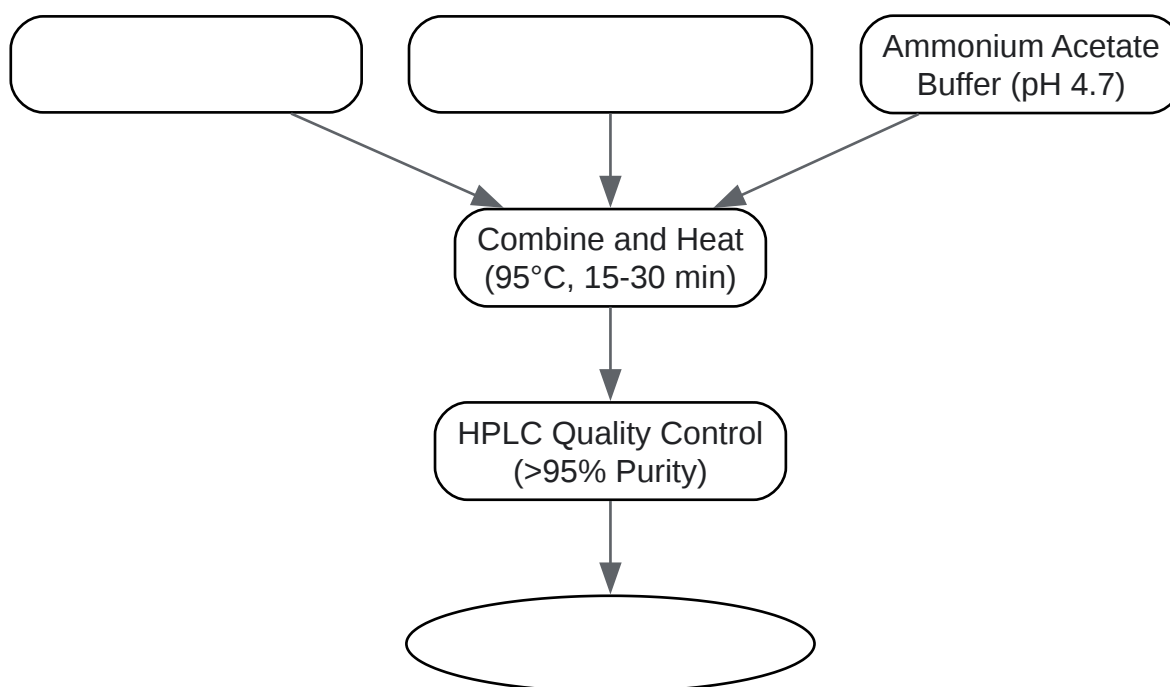 Ammonium Acetate
Buffer (pH 4.7)
Combine and Heat
(95°C, 15-30 min)
HPLC Quality Control
(>95% Purity)